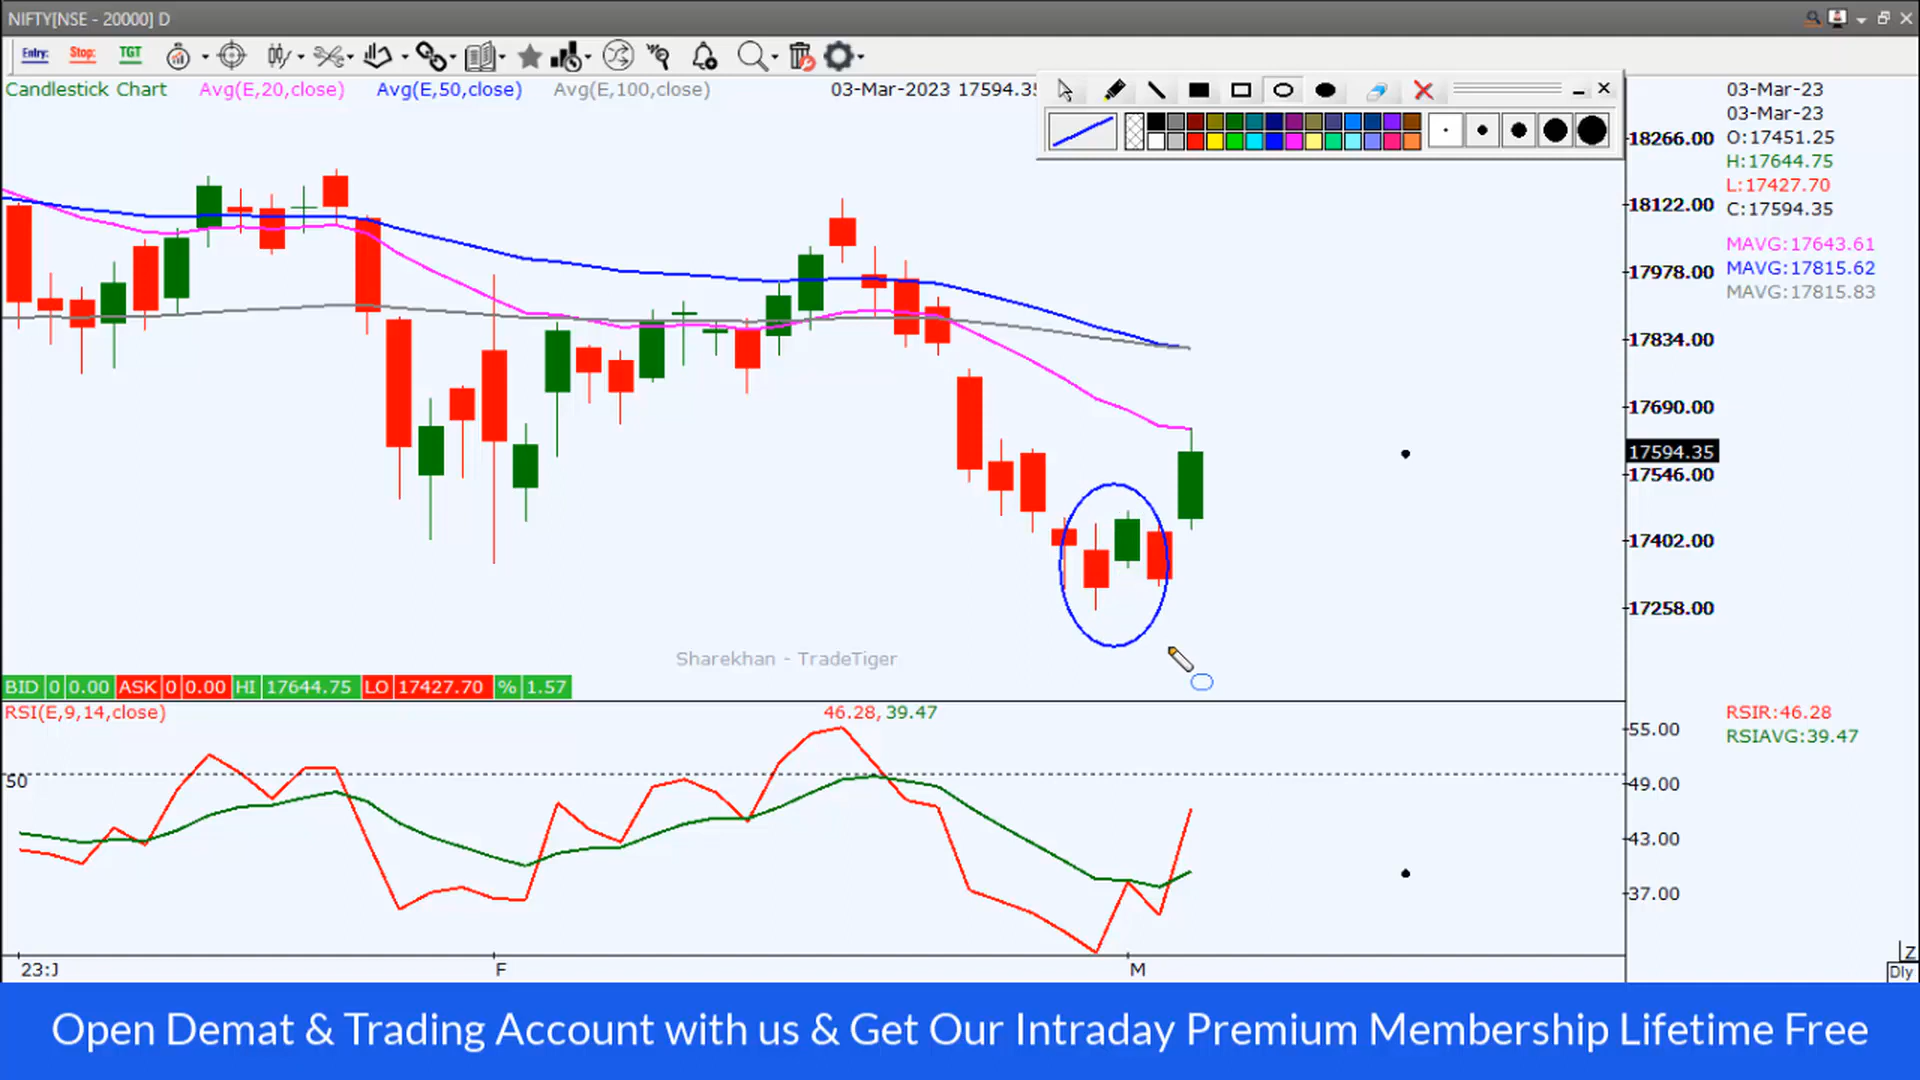 NIFTY[NSE - 20000] D
Entry: Stop: TGT
Candlestick Chart Avg(E,20,close) Avg(E,50,close) Avg(E,100,close) 03-Mar-2023 17594.35
03-Mar-23
03-Mar-23
O:17451.25
H:17644.75
L:17427.70
C:17594.35
MAVG:17643.61
MAVG:17815.62
MAVG:17815.83
18266.00
18122.00
17978.00
17834.00
17690.00
17594.35
17546.00
17402.00
17258.00
Sharekhan - TradeTiger
BID 0 0.00 ASK 0 0.00 HI 17644.75 LO 17427.70 % 1.57
RSI(E,9,14,close) 46.28, 39.47
RSIR:46.28
RSIAVG:39.47
55.00
50
49.00
43.00
37.00
23:J F M
Z
Dly
Open Demat & Trading Account with us & Get Our Intraday Premium Membership Lifetime Free